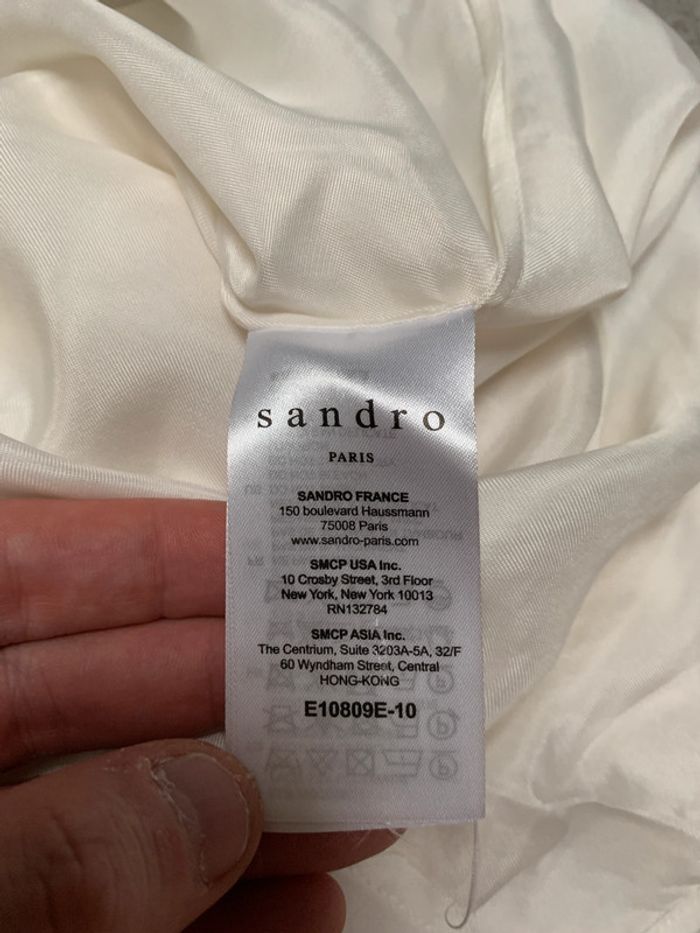 sandro
PARIS
SANDRO FRANCE
150 boulevard Haussmann
75008 Paris
www.sandro-paris.com
SMCP USA Inc.
10 Crosby Street, 3rd Floor
New York, New York 10013
RN132784
SMCP ASIA Inc.
The Centrium, Suite 3203A-5A, 32/F
60 Wyndham Street, Central
HONG-KONG
E10809E-10